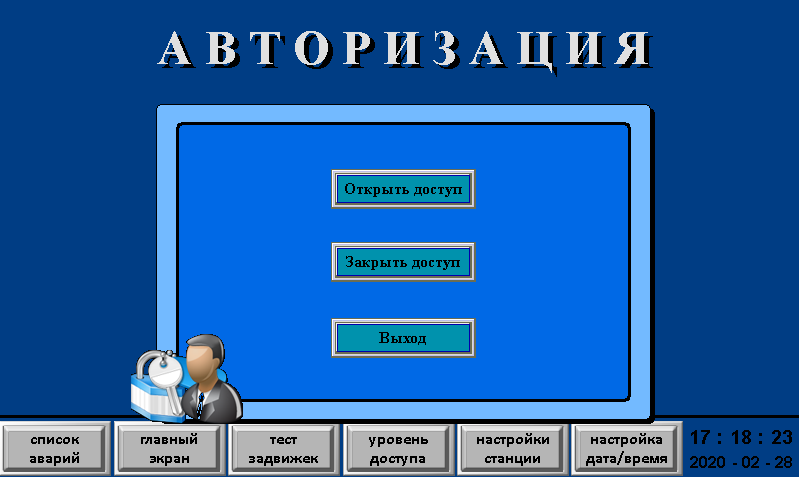 АВТОРИЗАЦИЯ
Открыть доступ
Закрыть доступ
Выход
список
аварий
главный
экран
тест
задвижек
уровень
доступа
настройки
станции
настройка
дата/время
17 : 18 : 23
2020 - 02 - 28